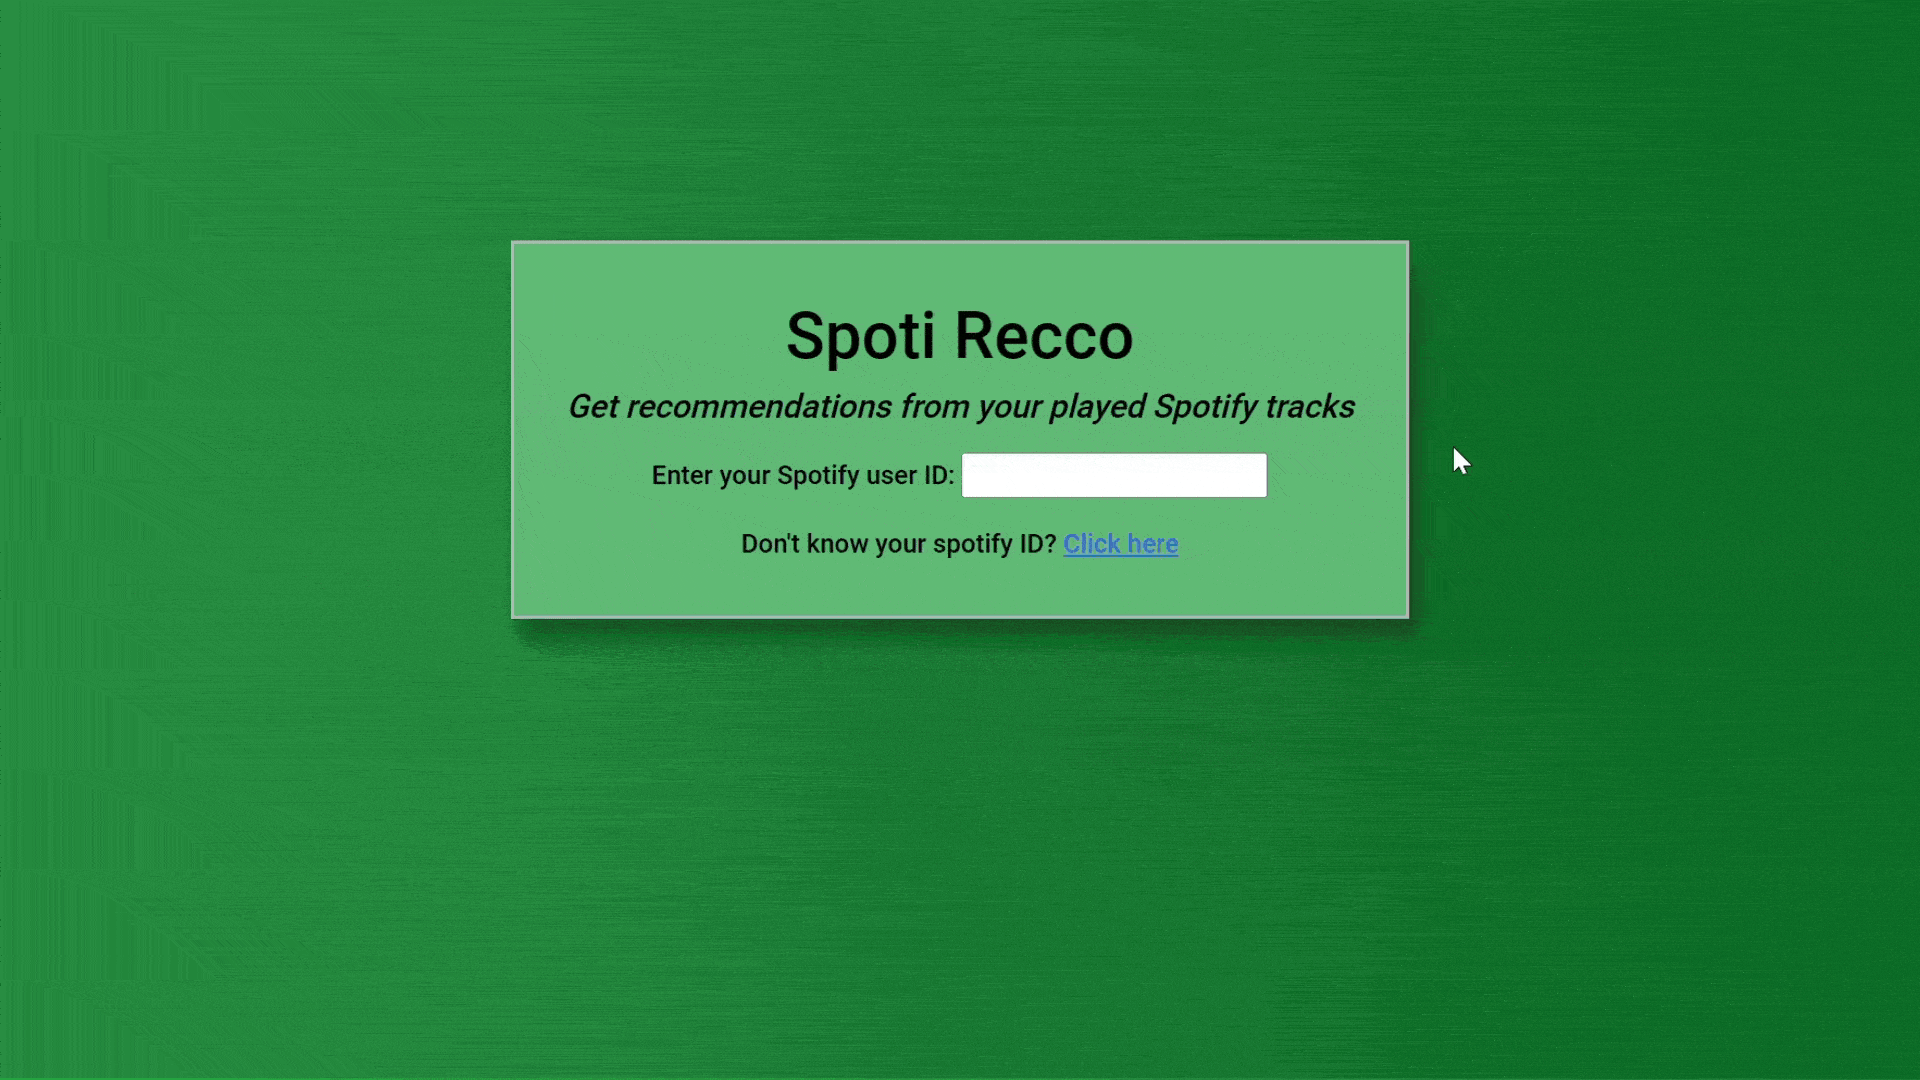 Spoti Recco
Get recommendations from your played Spotify tracks
Enter your Spotify user ID:
Don't know your spotify ID? Click here